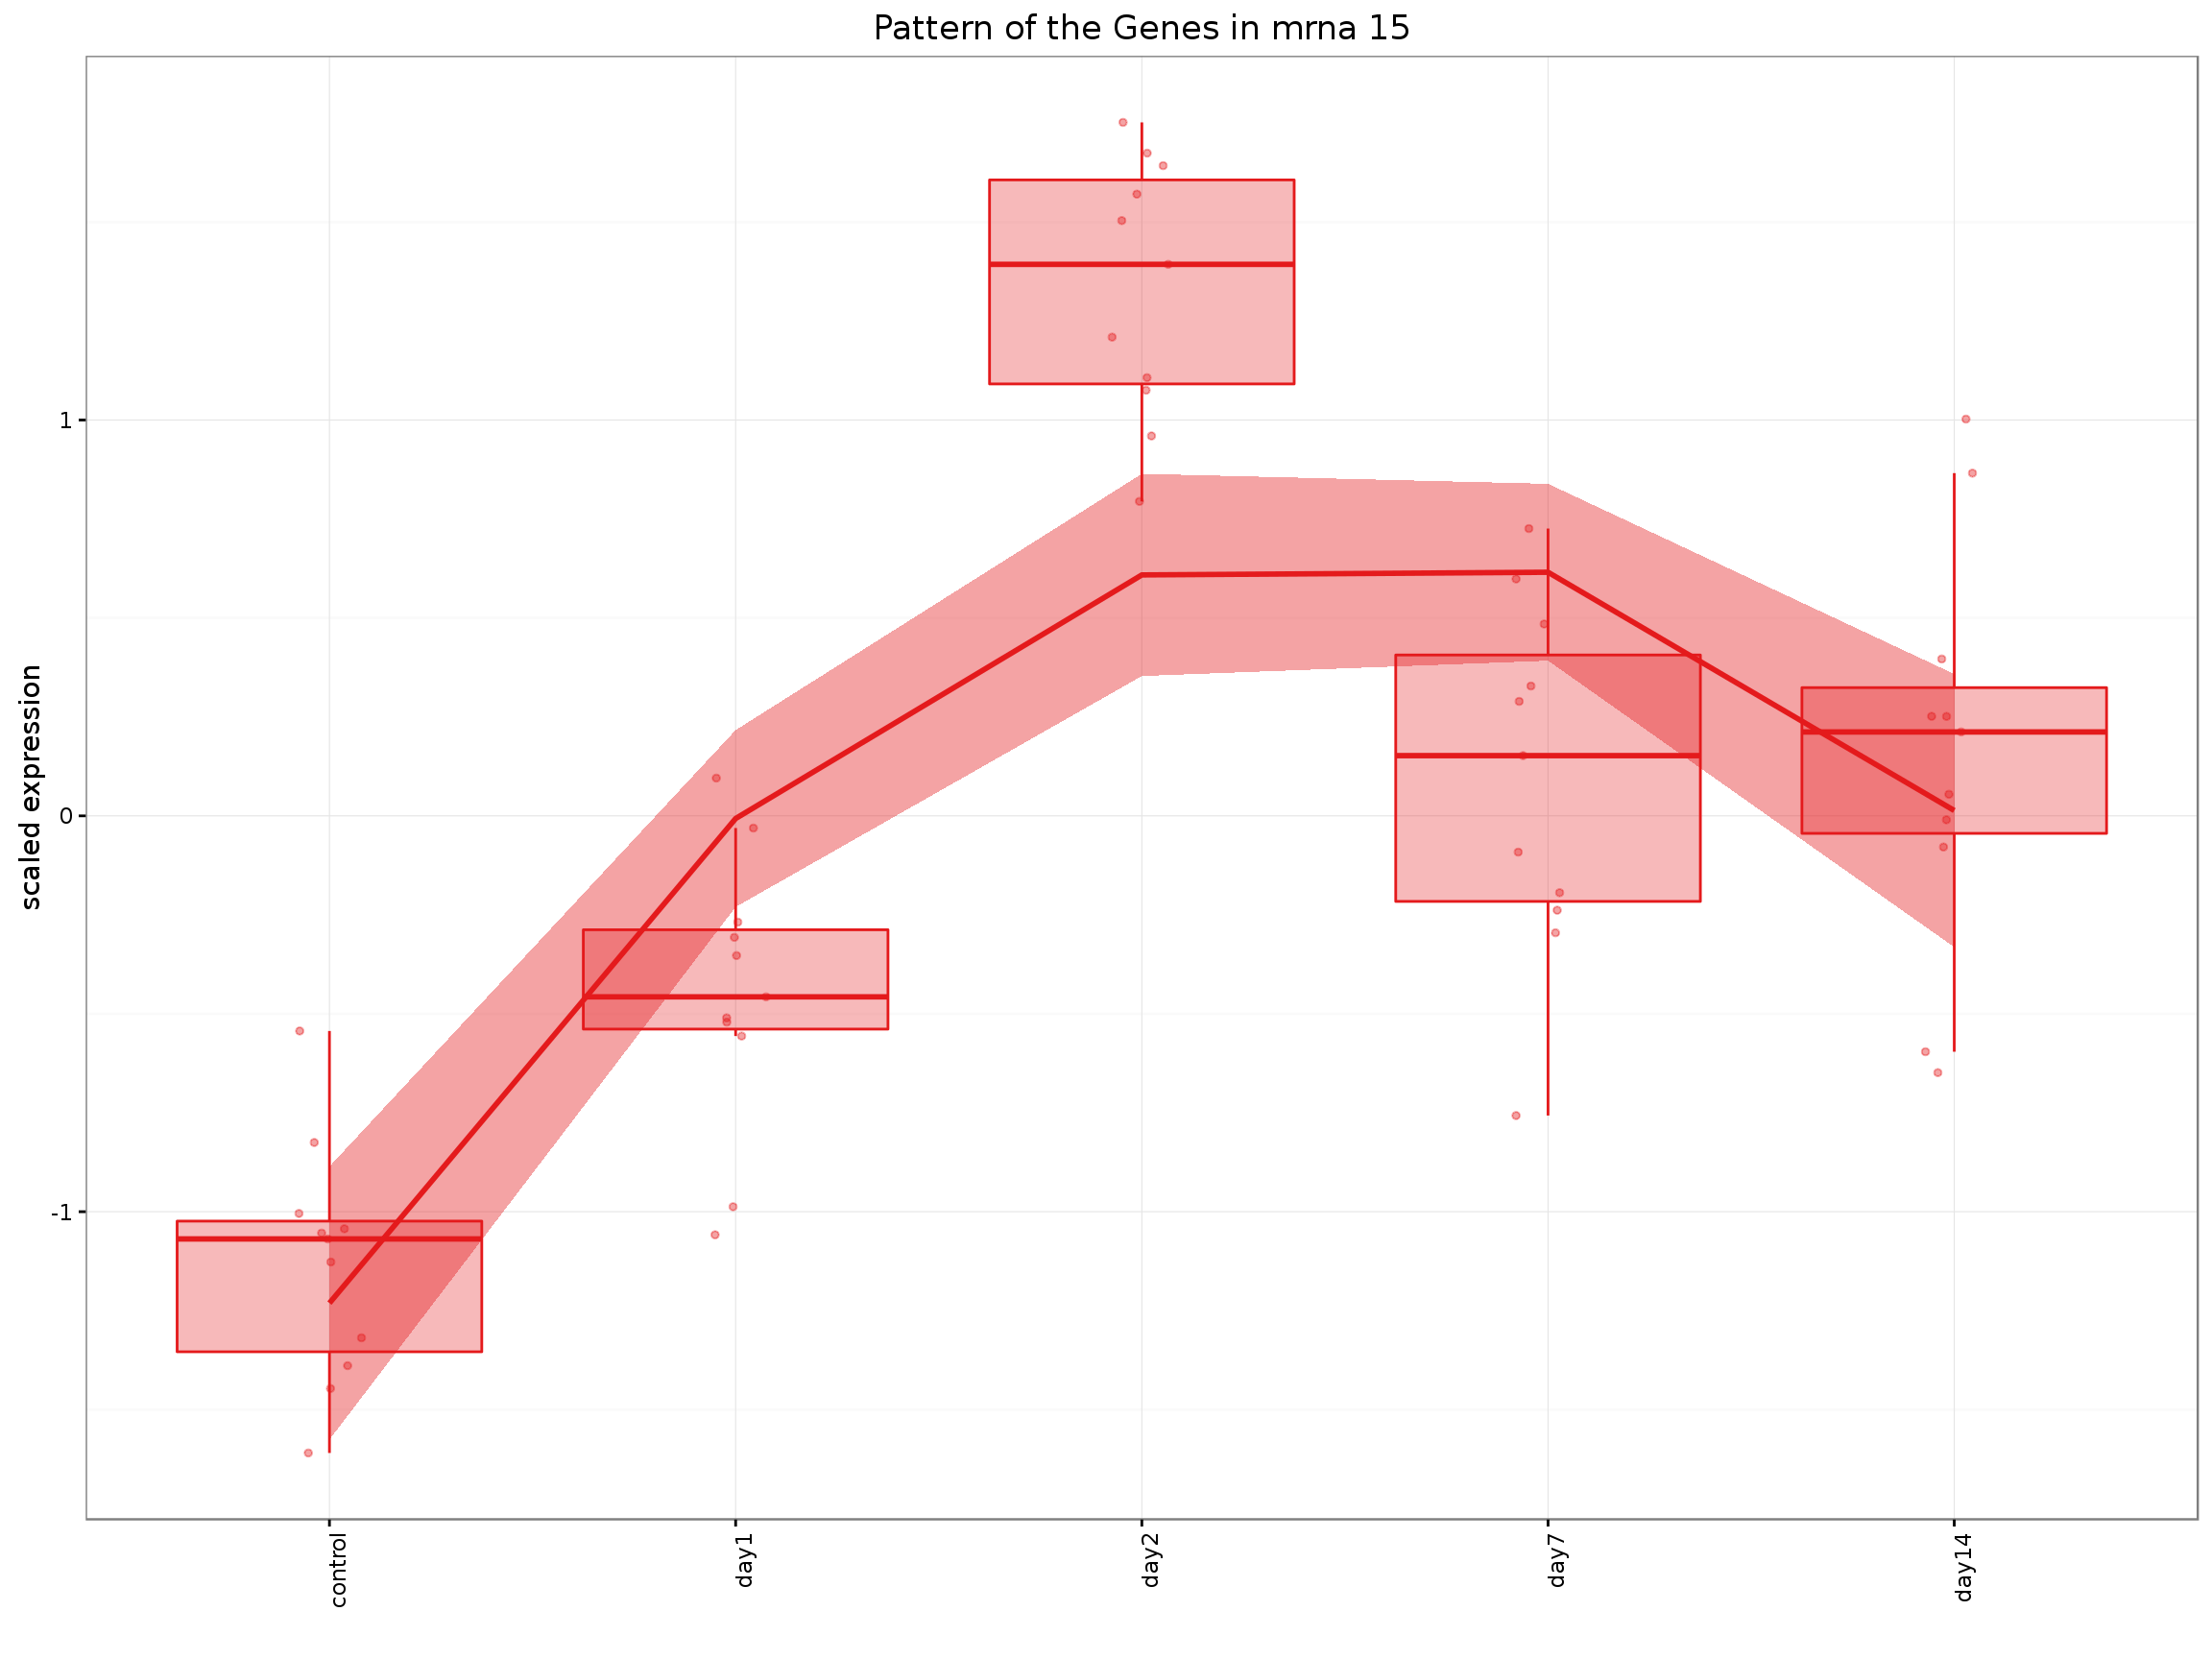 Pattern of the Genes in mrna 15
scaled expression
1
0
-1
control
day1
day2
day7
day14